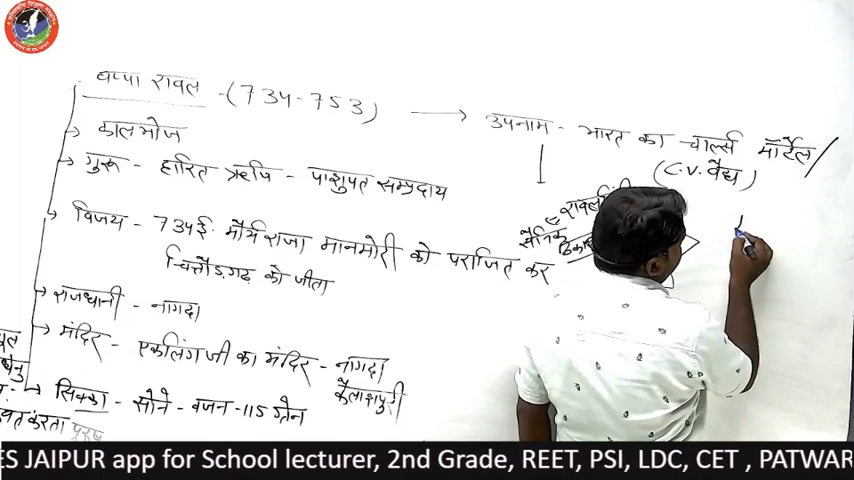 बप्पा रावल - (734-753) → उपनाम - भारत का चार्ल्स मॉर्टेल/
(C.V. वैद्य)
→ कालभोज
→ गुरू - हारित ऋषि - पाशुपत सम्प्रदाय
रावल
सैनिक
→ विजय - 734ई. मौर्य राजा मानमोरी को पराजित कर
चित्तौड़गढ़ को जीता
→ राजधानी - नागदा
→ मंदिर - एकलिंगजी का मंदिर - नागदा
कैलाशपुरी
→ सिक्का - सोने - वजन - 115 ग्रेन
पुरूष
ES JAIPUR app for School lecturer, 2nd Grade, REET, PSI, LDC, CET , PATWAR